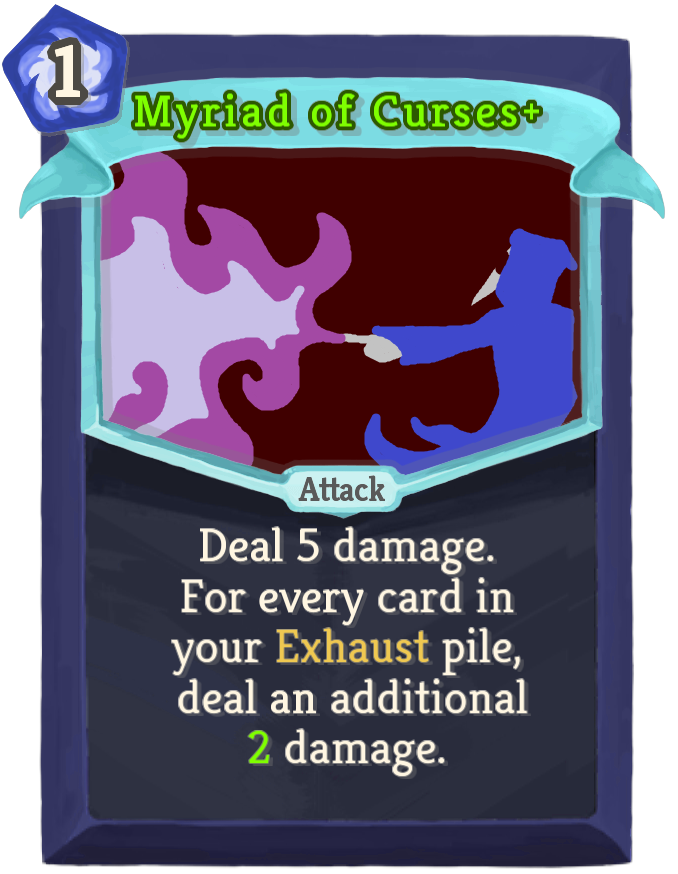 1
Myriad of Curses+
Attack
Deal 5 damage.
For every card in
your Exhaust pile,
deal an additional
2 damage.